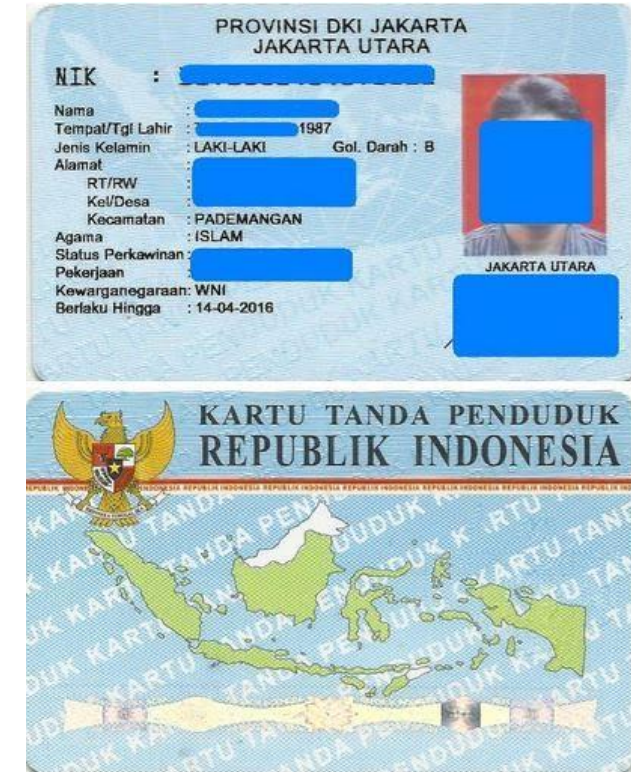 PROVINSI DKI JAKARTA
JAKARTA UTARA
NIK :
Nama :
Tempat/Tgl Lahir : 1987
Jenis Kelamin : LAKI-LAKI Gol. Darah : B
Alamat :
RT/RW :
Kel/Desa :
Kecamatan : PADEMANGAN
Agama : ISLAM
Status Perkawinan :
Pekerjaan :
Kewarganegaraan: WNI
Berlaku Hingga : 14-04-2016
JAKARTA UTARA
KARTU TANDA PENDUDUK
REPUBLIK INDONESIA